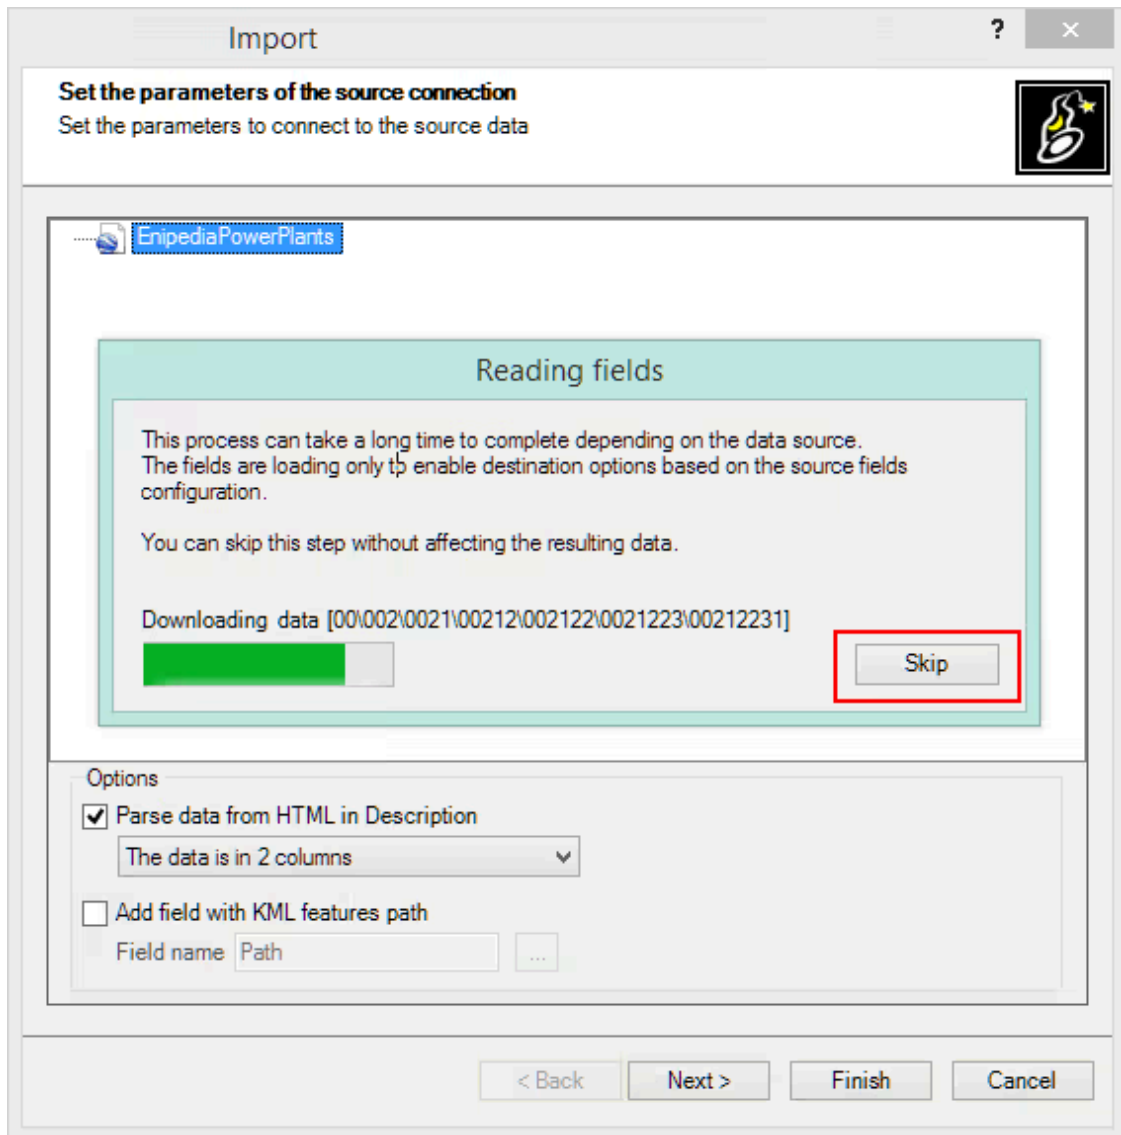 Import
?
Set the parameters of the source connection
Set the parameters to connect to the source data
EnipediaPowerPlants
Reading fields
This process can take a long time to complete depending on the data source.
The fields are loading only to enable destination options based on the source fields
configuration.
You can skip this step without affecting the resulting data.
Downloading data [00\002\0021\00212\002122\0021223\00212231]
Skip
Options
Parse data from HTML in Description
The data is in 2 columns
Add field with KML features path
Field name Path ...
< Back Next > Finish Cancel